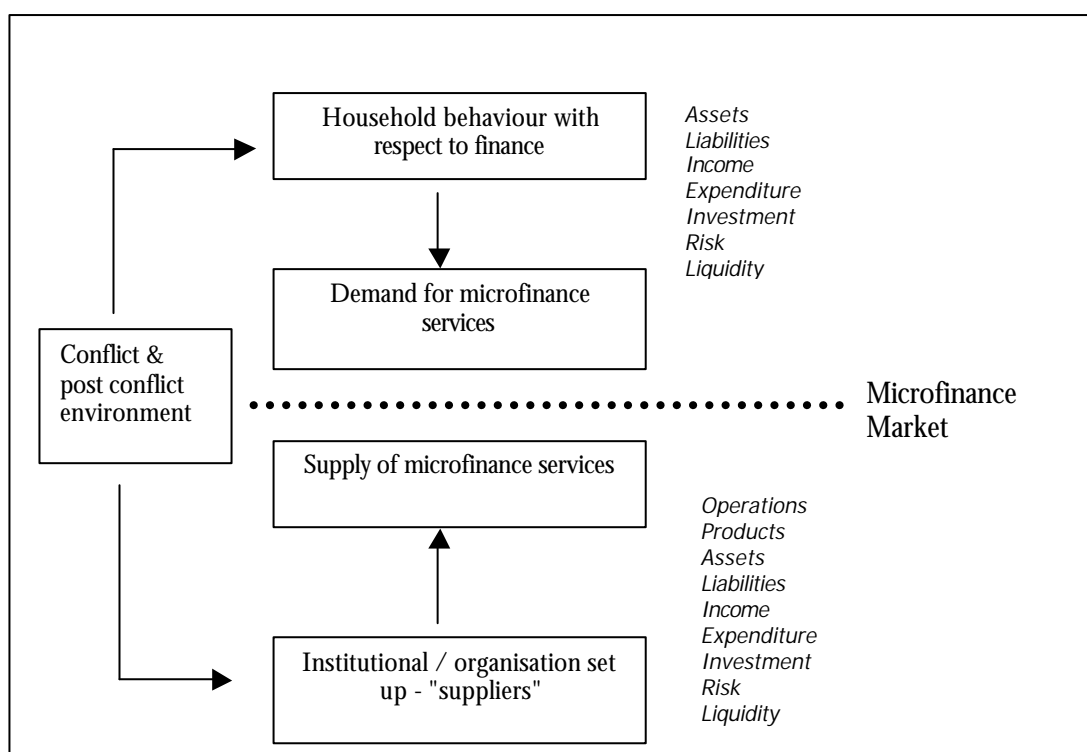 Household behaviour with
respect to finance
Assets
Liabilities
Income
Expenditure
Investment
Risk
Liquidity
Demand for microfinance
services
Conflict &
post conflict
environment
Microfinance
Market
Supply of microfinance services
Operations
Products
Assets
Liabilities
Income
Expenditure
Investment
Risk
Liquidity
Institutional / organisation set
up - "suppliers"